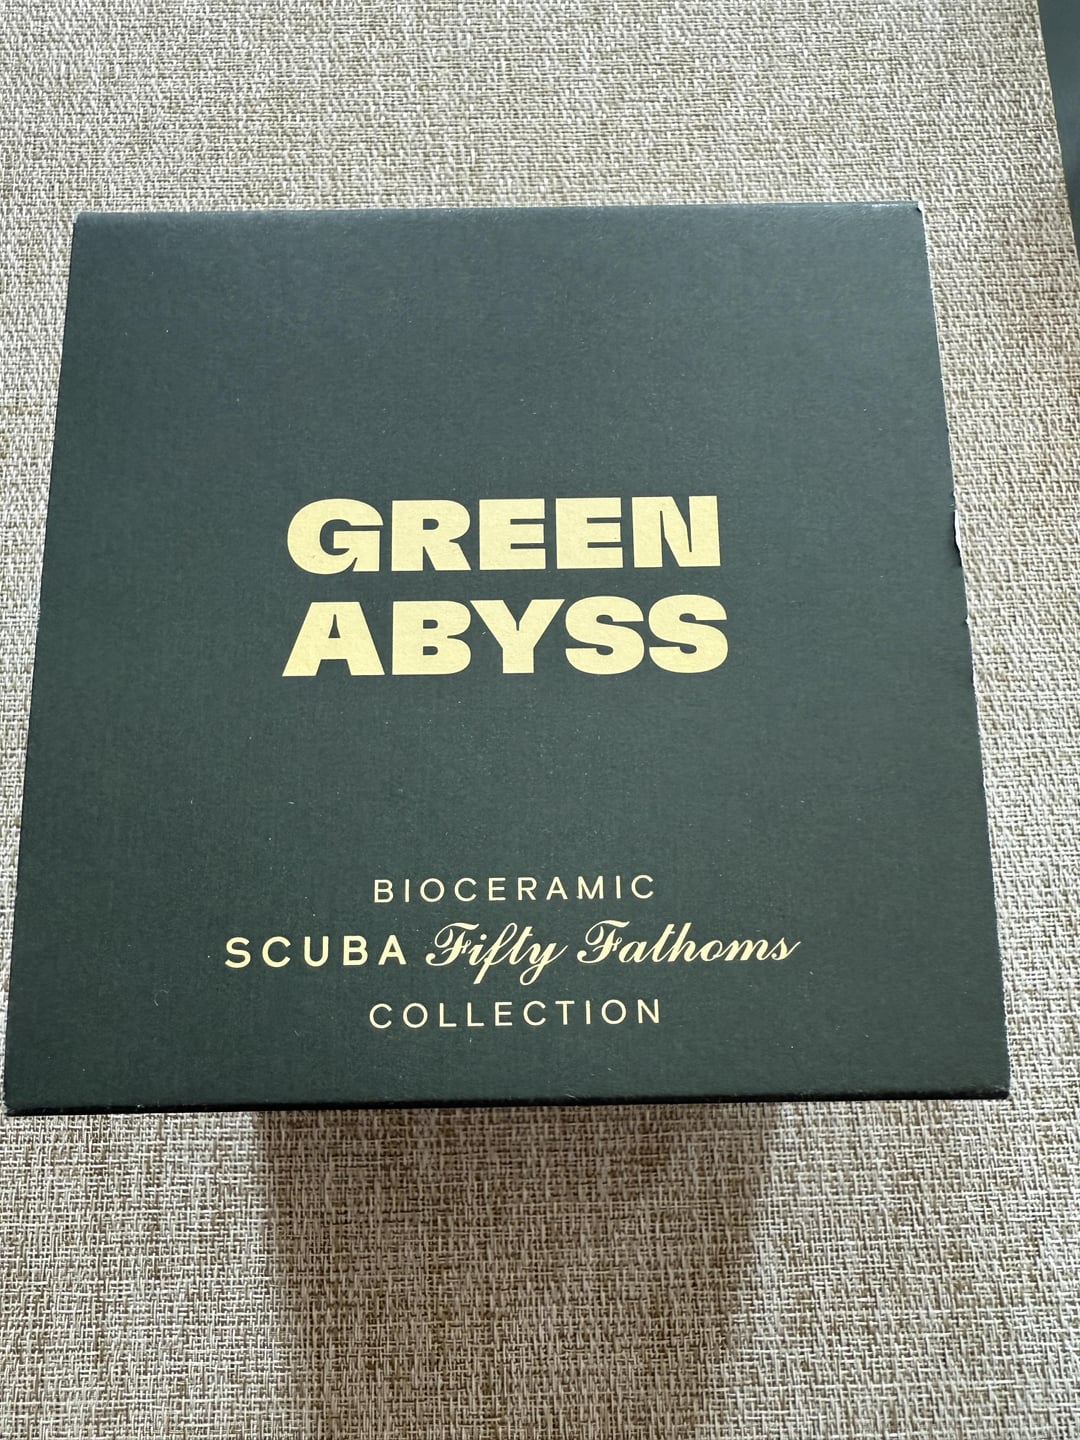 GREEN
ABYSS
BIOCERAMIC
SCUBA Fifty Fathoms
COLLECTION